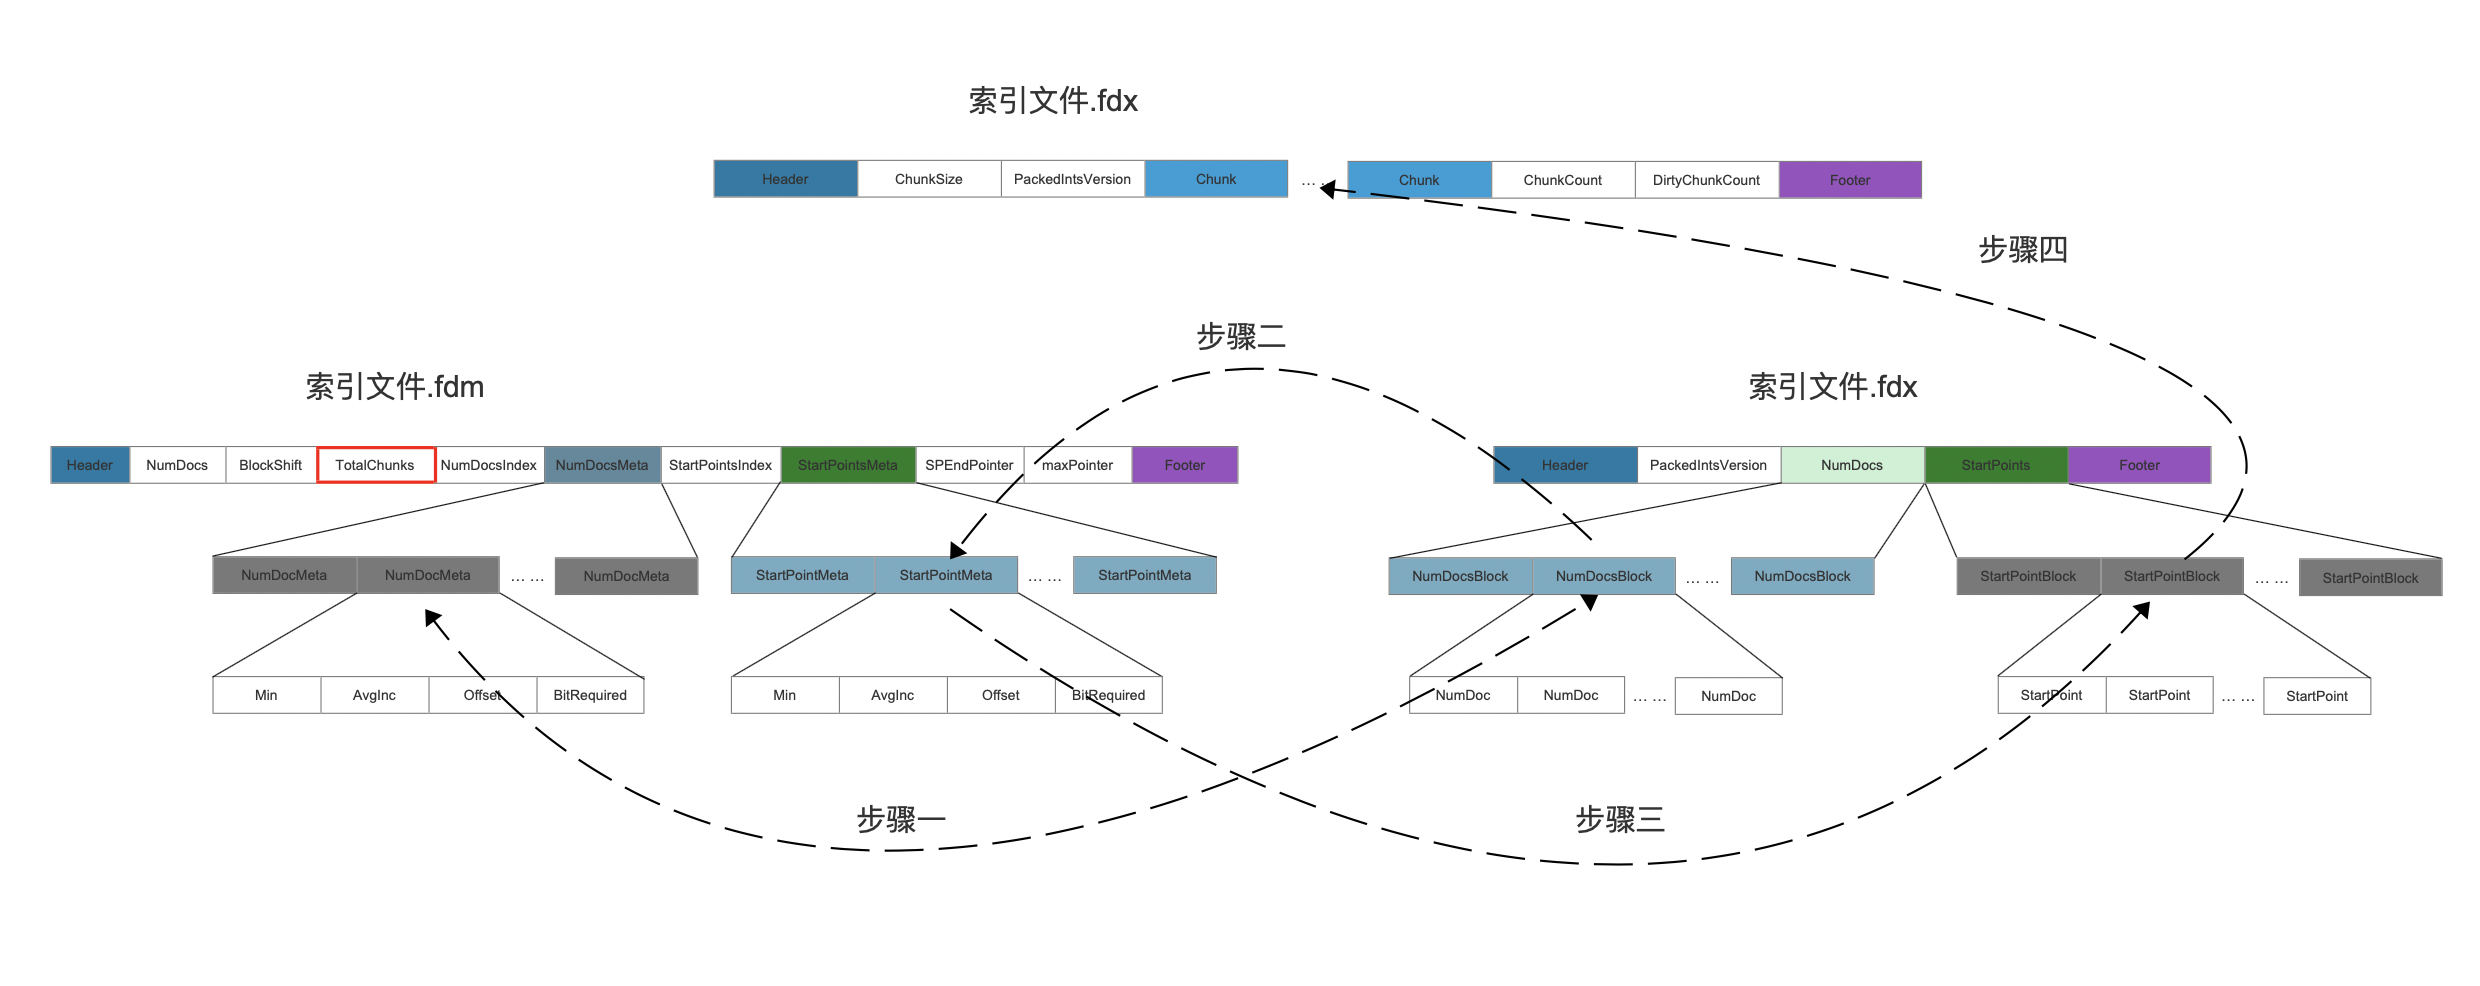 索引文件.fdx
Header ChunkSize PackedIntsVersion Chunk ... ... Chunk ChunkCount DirtyChunkCount Footer
步骤四
步骤二
索引文件.fdm
索引文件.fdx
Header NumDocs BlockShift TotalChunks NumDocsIndex NumDocsMeta StartPointsIndex StartPointsMeta SPEndPointer maxPointer Footer
Header PackedIntsVersion NumDocs StartPoints Footer
NumDocMeta NumDocMeta ... ... NumDocMeta
StartPointMeta StartPointMeta ... ... StartPointMeta
NumDocsBlock NumDocsBlock ... ... NumDocsBlock
StartPointBlock StartPointBlock ... ... StartPointBlock
Min AvgInc Offset BitRequired
Min AvgInc Offset BitRequired
NumDoc NumDoc ... ... NumDoc
StartPoint StartPoint ... ... StartPoint
步骤一
步骤三